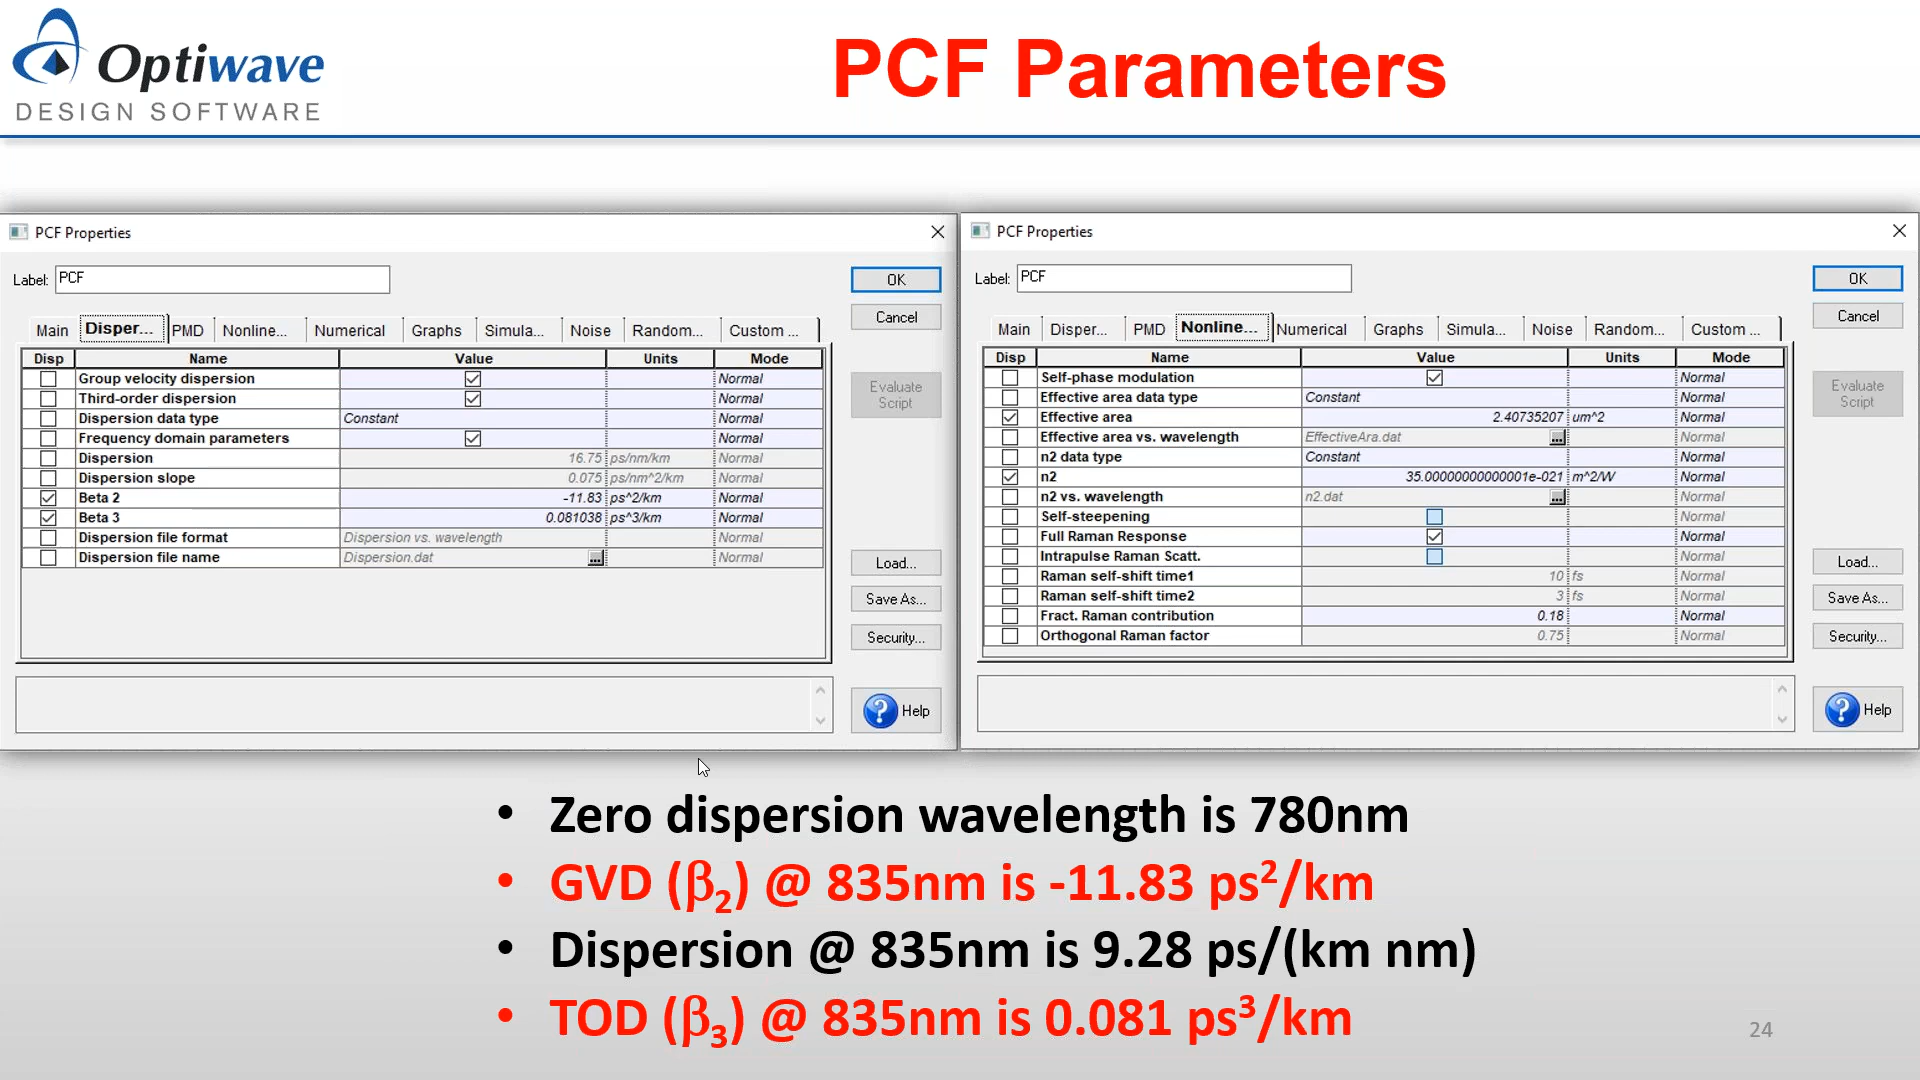 Optiwave
DESIGN SOFTWARE
PCF Parameters
PCF Properties
Label: PCF
OK
Cancel
Evaluate Script
Load...
Save As...
Security...
Help
Main Disper... PMD Nonline... Numerical Graphs Simula... Noise Random... Custom ...
Disp Name Value Units Mode
Group velocity dispersion Normal
Third-order dispersion Normal
Dispersion data type Constant Normal
Frequency domain parameters Normal
Dispersion 16.75 ps/nm/km Normal
Dispersion slope 0.075 ps/nm^2/km Normal
Beta 2 -11.83 ps^2/km Normal
Beta 3 0.081038 ps^3/km Normal
Dispersion file format Dispersion vs. wavelength Normal
Dispersion file name Dispersion.dat ... Normal
PCF Properties
Label: PCF
OK
Cancel
Evaluate Script
Load...
Save As...
Security...
Help
Main Disper... PMD Nonline... Numerical Graphs Simula... Noise Random... Custom ...
Disp Name Value Units Mode
Self-phase modulation Normal
Effective area data type Constant Normal
Effective area 2.40735207 um^2 Normal
Effective area vs. wavelength EffectiveAra.dat ... Normal
n2 data type Constant Normal
n2 35.00000000000001e-021 m^2/W Normal
n2 vs. wavelength n2.dat ... Normal
Self-steepening Normal
Full Raman Response Normal
Intrapulse Raman Scatt. Normal
Raman self-shift time1 10 fs Normal
Raman self-shift time2 3 fs Normal
Fract. Raman contribution 0.18 Normal
Orthogonal Raman factor 0.75 Normal
• Zero dispersion wavelength is 780nm
• GVD (β₂) @ 835nm is -11.83 ps²/km
• Dispersion @ 835nm is 9.28 ps/(km nm)
• TOD (β₃) @ 835nm is 0.081 ps³/km
24